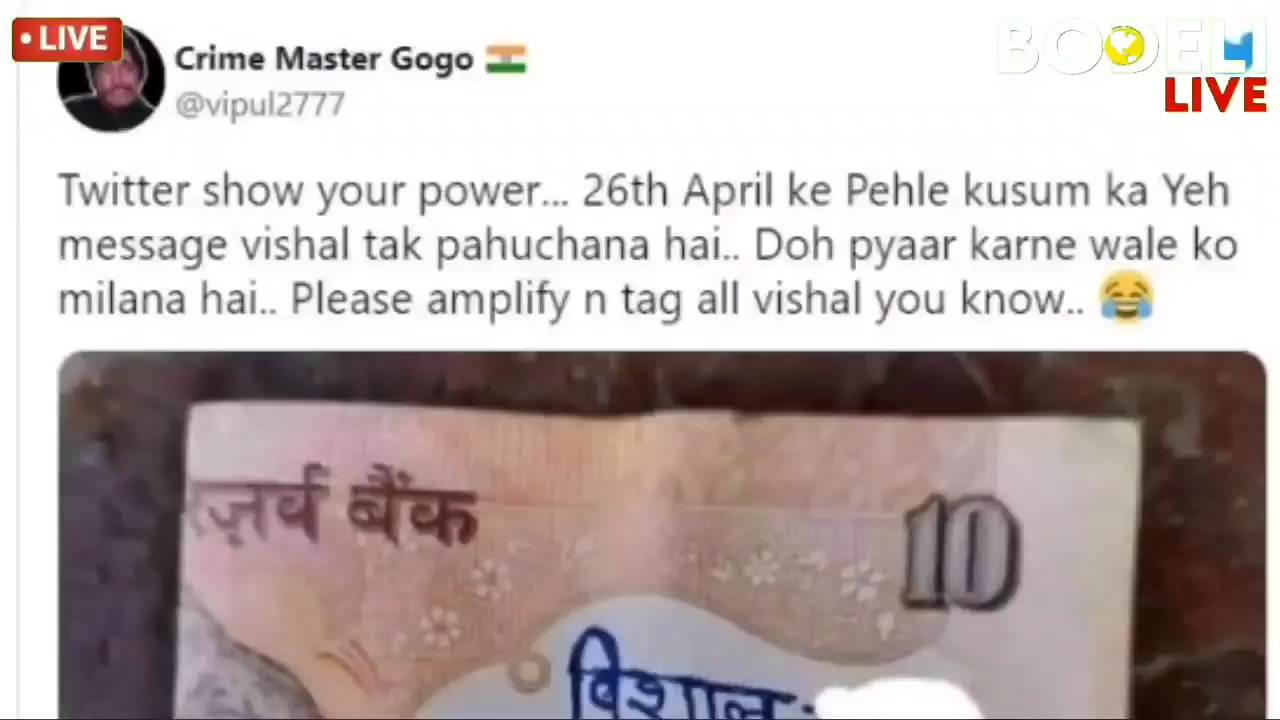 LIVE
Crime Master Gogo
@vipul2777
BODELI
LIVE
Twitter show your power... 26th April ke Pehle kusum ka Yeh
message vishal tak pahuchana hai.. Doh pyaar karne wale ko
milana hai.. Please amplify n tag all vishal you know.. 😂
रिज़र्व बैंक
10
विशाल